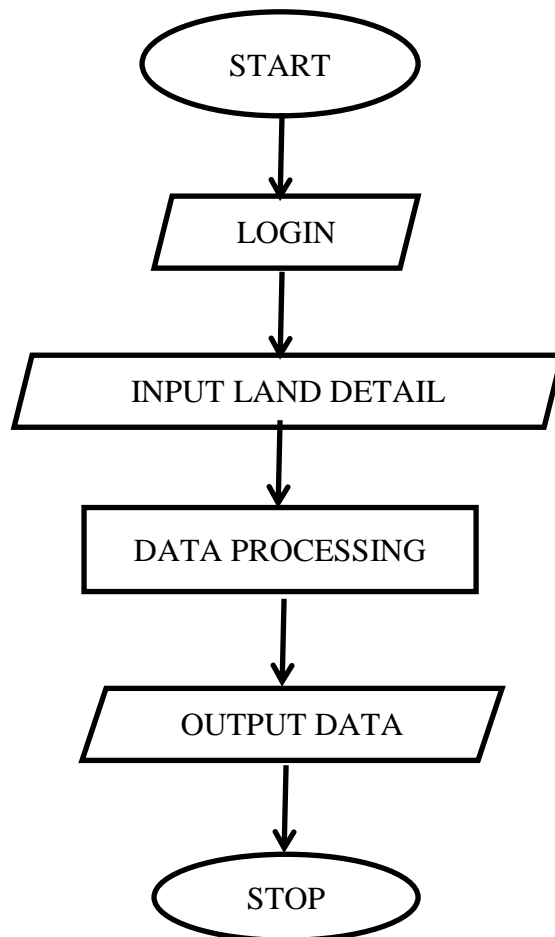 START
LOGIN
INPUT LAND DETAIL
DATA PROCESSING
OUTPUT DATA
STOP